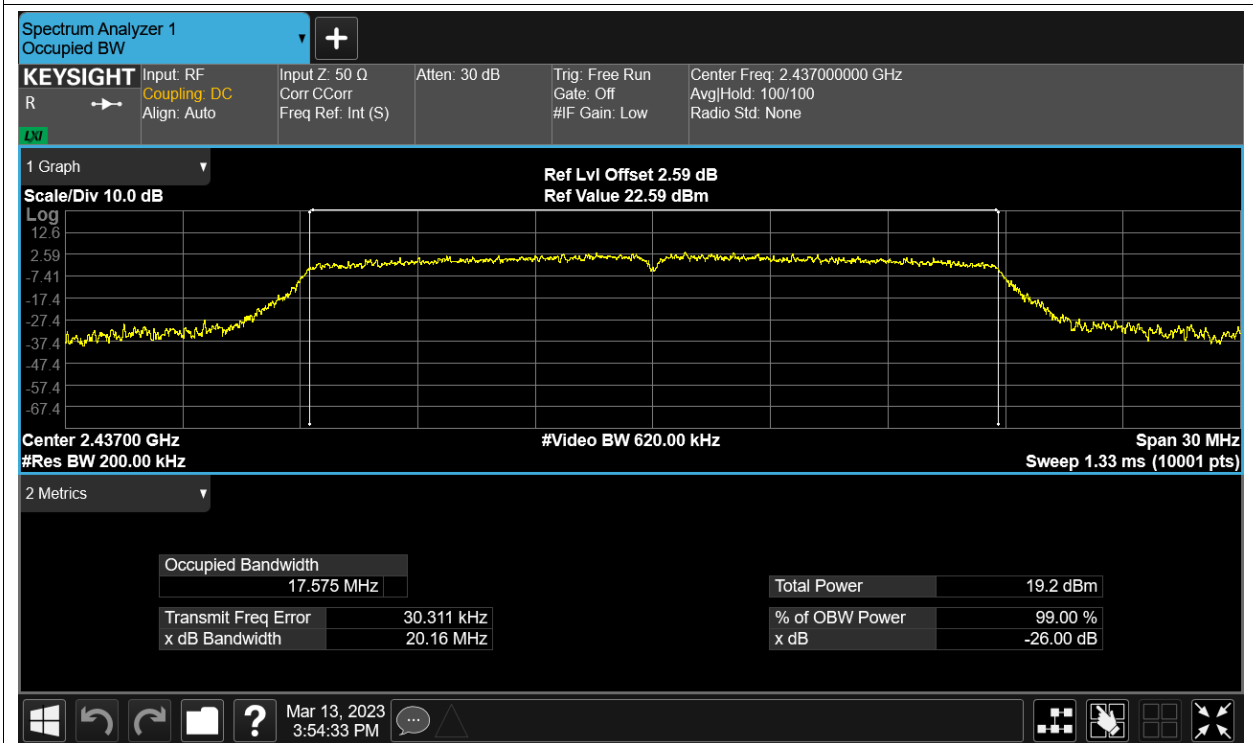 Spectrum Analyzer 1
Occupied BW
KEYSIGHT
R
LXI
Input: RF
Coupling: DC
Align: Auto
Input Z: 50 Ω
Corr CCorr
Freq Ref: Int (S)
Atten: 30 dB
Trig: Free Run
Gate: Off
#IF Gain: Low
Center Freq: 2.437000000 GHz
Avg|Hold: 100/100
Radio Std: None
1 Graph
Scale/Div 10.0 dB
Ref Lvl Offset 2.59 dB
Ref Value 22.59 dBm
Log
12.6
2.59
-7.41
-17.4
-27.4
-37.4
-47.4
-57.4
-67.4
Center 2.43700 GHz
#Video BW 620.00 kHz
Span 30 MHz
#Res BW 200.00 kHz
Sweep 1.33 ms (10001 pts)
2 Metrics
Occupied Bandwidth
17.575 MHz
Total Power 19.2 dBm
Transmit Freq Error 30.311 kHz
% of OBW Power 99.00 %
x dB Bandwidth 20.16 MHz
x dB -26.00 dB
Mar 13, 2023
3:54:33 PM